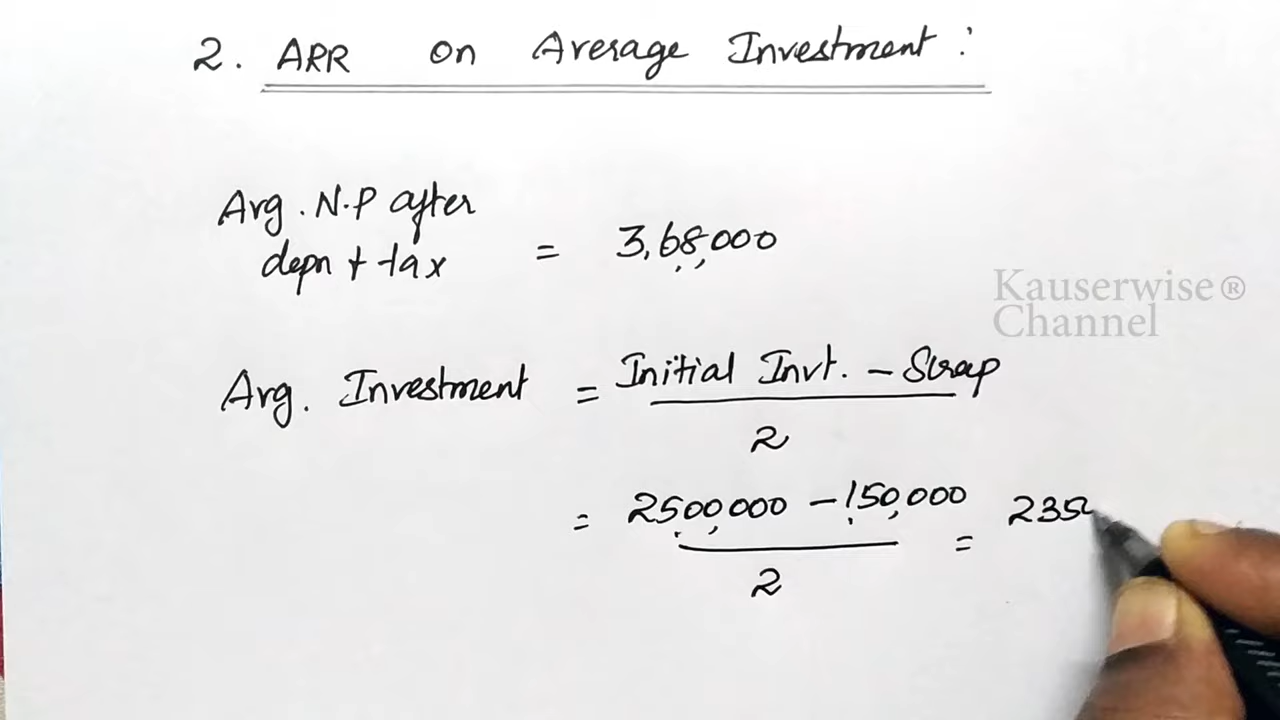 2. ARR on Average Investment :
Avg. N.P after
depn + tax = 3,68,000
Kauserwise®
Channel
Avg. Investment = Initial Invt. - Scrap
2
= 2500,000 - 150,000 = 235
2